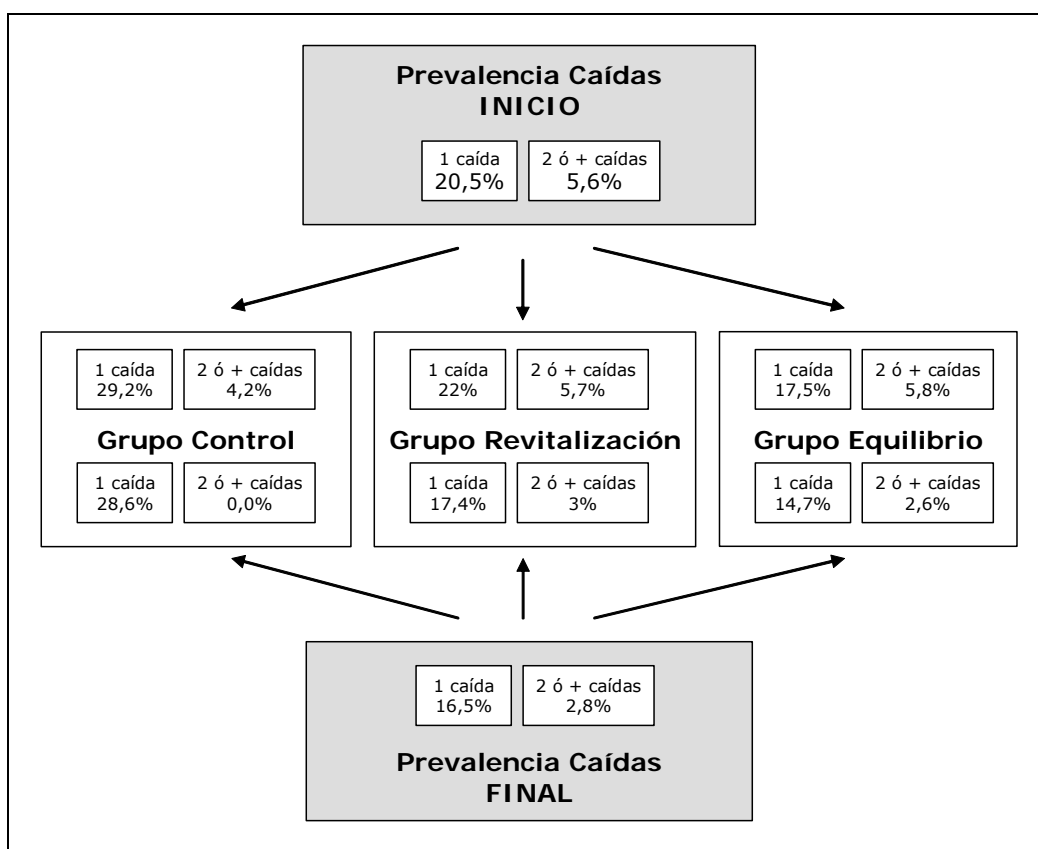 Prevalencia Caídas
INICIO
1 caída
20,5%
2 ó + caídas
5,6%
1 caída
29,2%
2 ó + caídas
4,2%
Grupo Control
1 caída
28,6%
2 ó + caídas
0,0%
1 caída
22%
2 ó + caídas
5,7%
Grupo Revitalización
1 caída
17,4%
2 ó + caídas
3%
1 caída
17,5%
2 ó + caídas
5,8%
Grupo Equilibrio
1 caída
14,7%
2 ó + caídas
2,6%
1 caída
16,5%
2 ó + caídas
2,8%
Prevalencia Caídas
FINAL